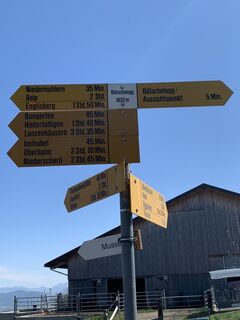 Niedermuhlern 35 Min.
Belp 2 Std.
Englisberg 1 Std. 50 Min.
Bütschelegg
1032 m
Bütschelegg/
Aussichtspunkt 5 Min.
Bungerten 45 Min.
Hinterfultigen 1 Std. 40 Min.
Lanzenhäusern 3 Std. 35 Min.
Imihubel 45 Min.
Oberbalm 2 Std. 10 Min.
Niederscherli 2 Std. 45 Min.